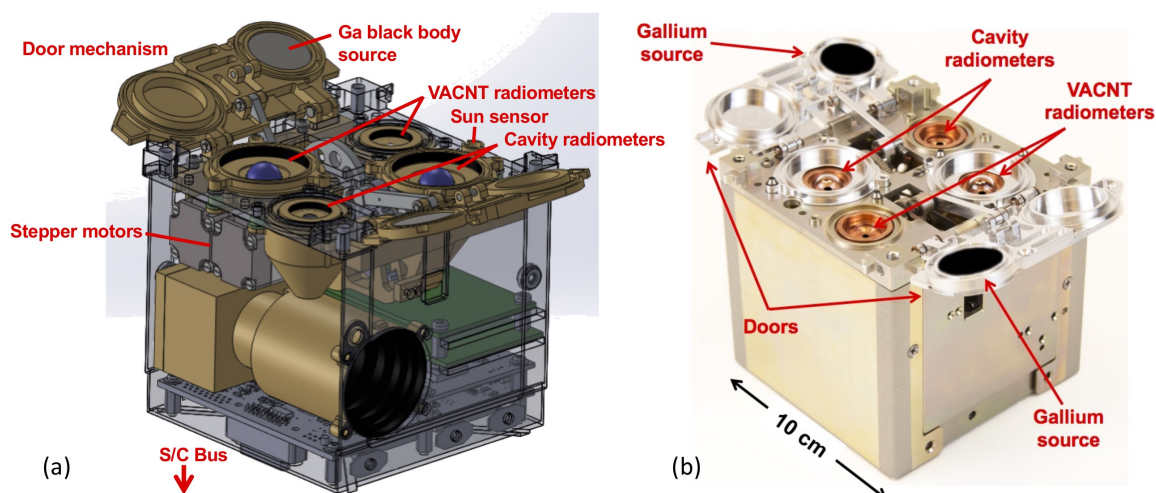 Door mechanism
Ga black body
source
VACNT radiometers
Sun sensor
Cavity radiometers
Stepper motors
S/C Bus
(a)
Gallium
source
Cavity
radiometers
VACNT
radiometers
Doors
Gallium
source
10 cm
(b)